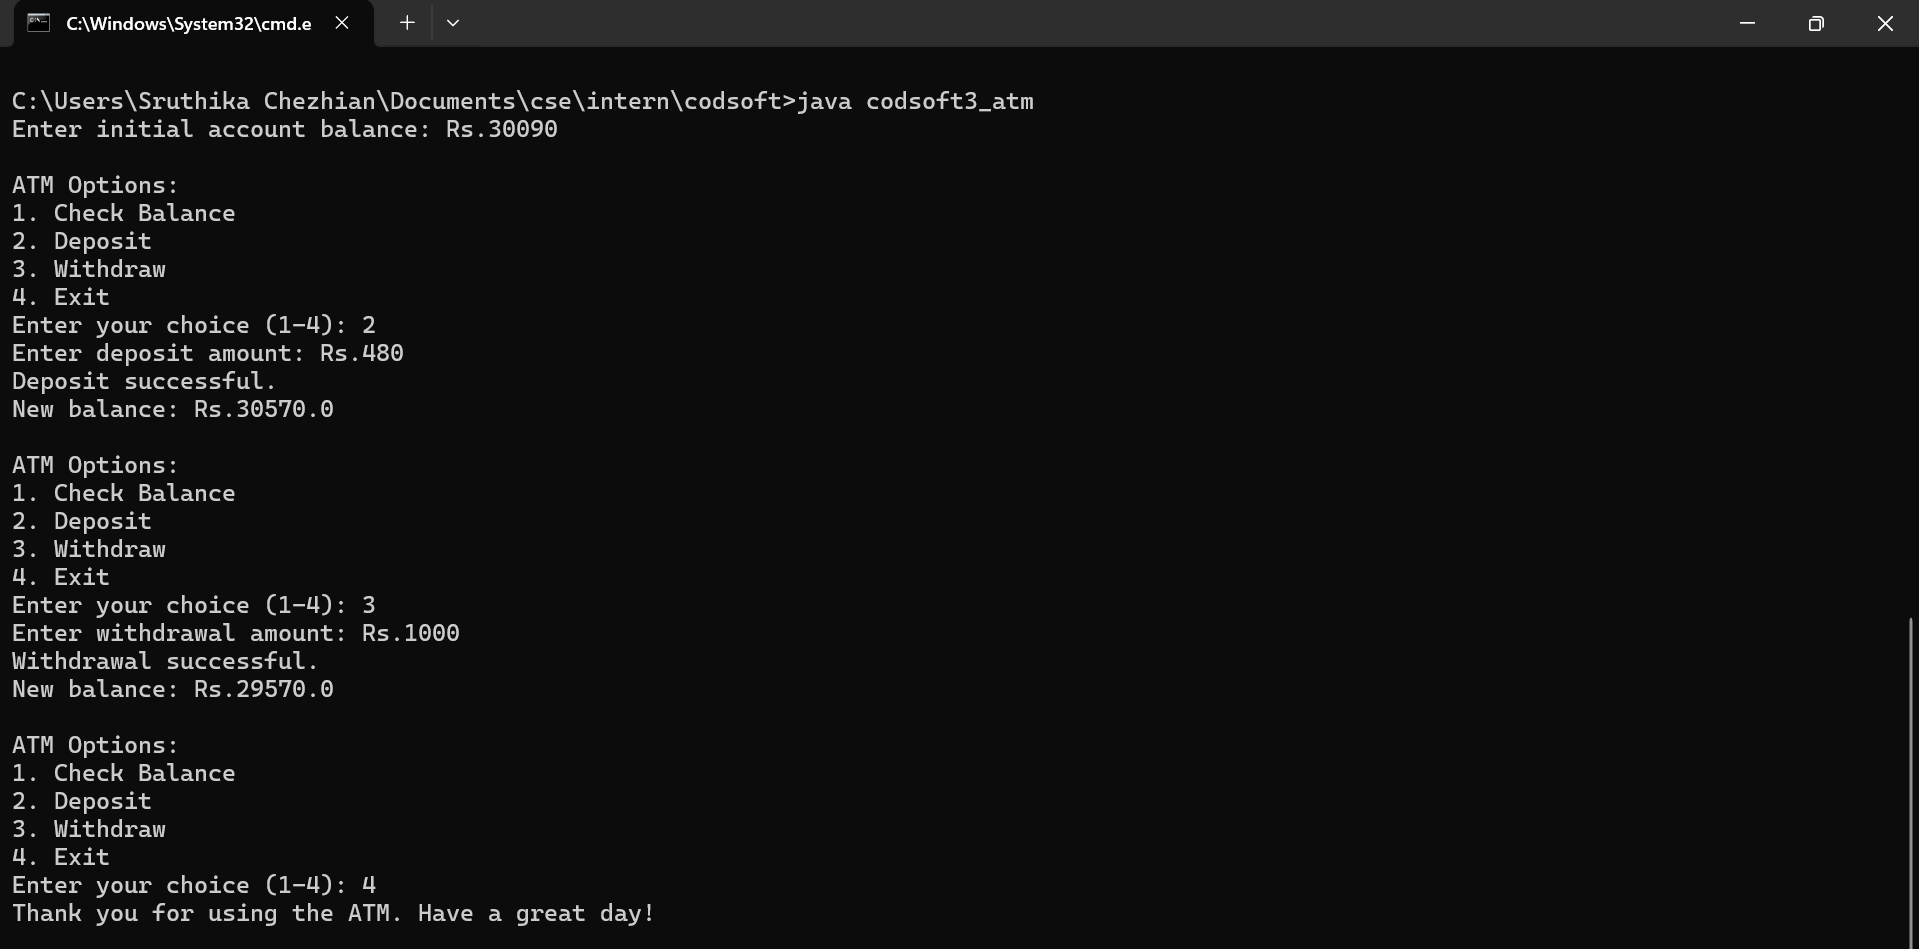 C:\Windows\System32\cmd.e
C:\Users\Sruthika Chezhian\Documents\cse\intern\codsoft>java codsoft3_atm
Enter initial account balance: Rs.30090
ATM Options:
1. Check Balance
2. Deposit
3. Withdraw
4. Exit
Enter your choice (1-4): 2
Enter deposit amount: Rs.480
Deposit successful.
New balance: Rs.30570.0
ATM Options:
1. Check Balance
2. Deposit
3. Withdraw
4. Exit
Enter your choice (1-4): 3
Enter withdrawal amount: Rs.1000
Withdrawal successful.
New balance: Rs.29570.0
ATM Options:
1. Check Balance
2. Deposit
3. Withdraw
4. Exit
Enter your choice (1-4): 4
Thank you for using the ATM. Have a great day!